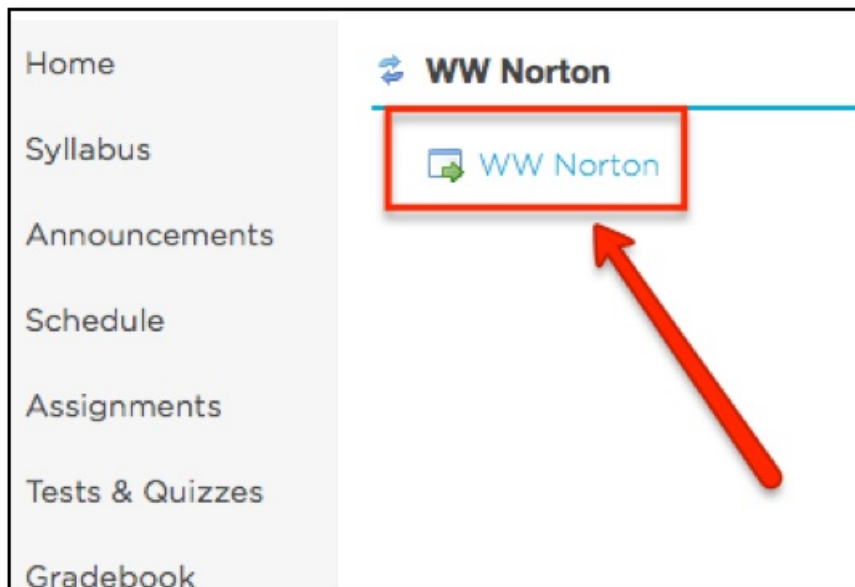 Home
Syllabus
Announcements
Schedule
Assignments
Tests & Quizzes
Gradebook
WW Norton
WW Norton